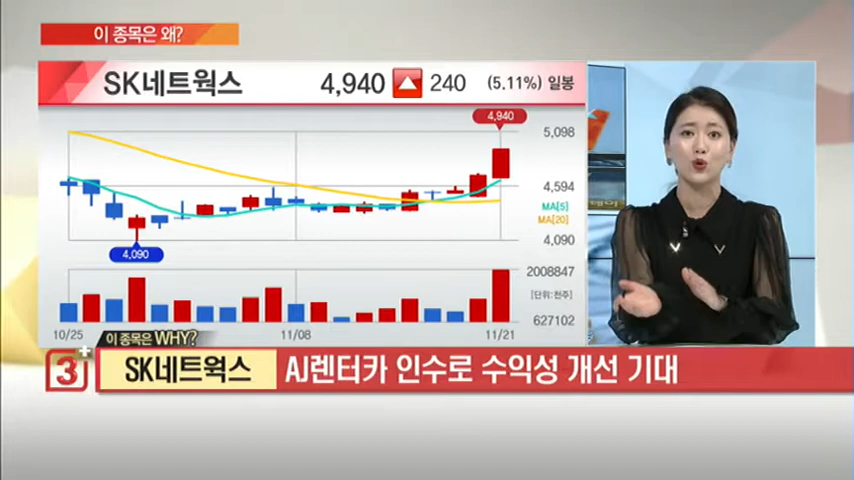 이 종목은 왜?
SK네트웍스 4,940 240 (5.11%) 일봉
4,940
5,098
4,594
MA[5]
MA[20]
4,090
4,090
2008847
[단위:천주]
627102
10/25 11/08 11/21
이 종목은 WHY?
3+ SK네트웍스 AJ렌터카 인수로 수익성 개선 기대